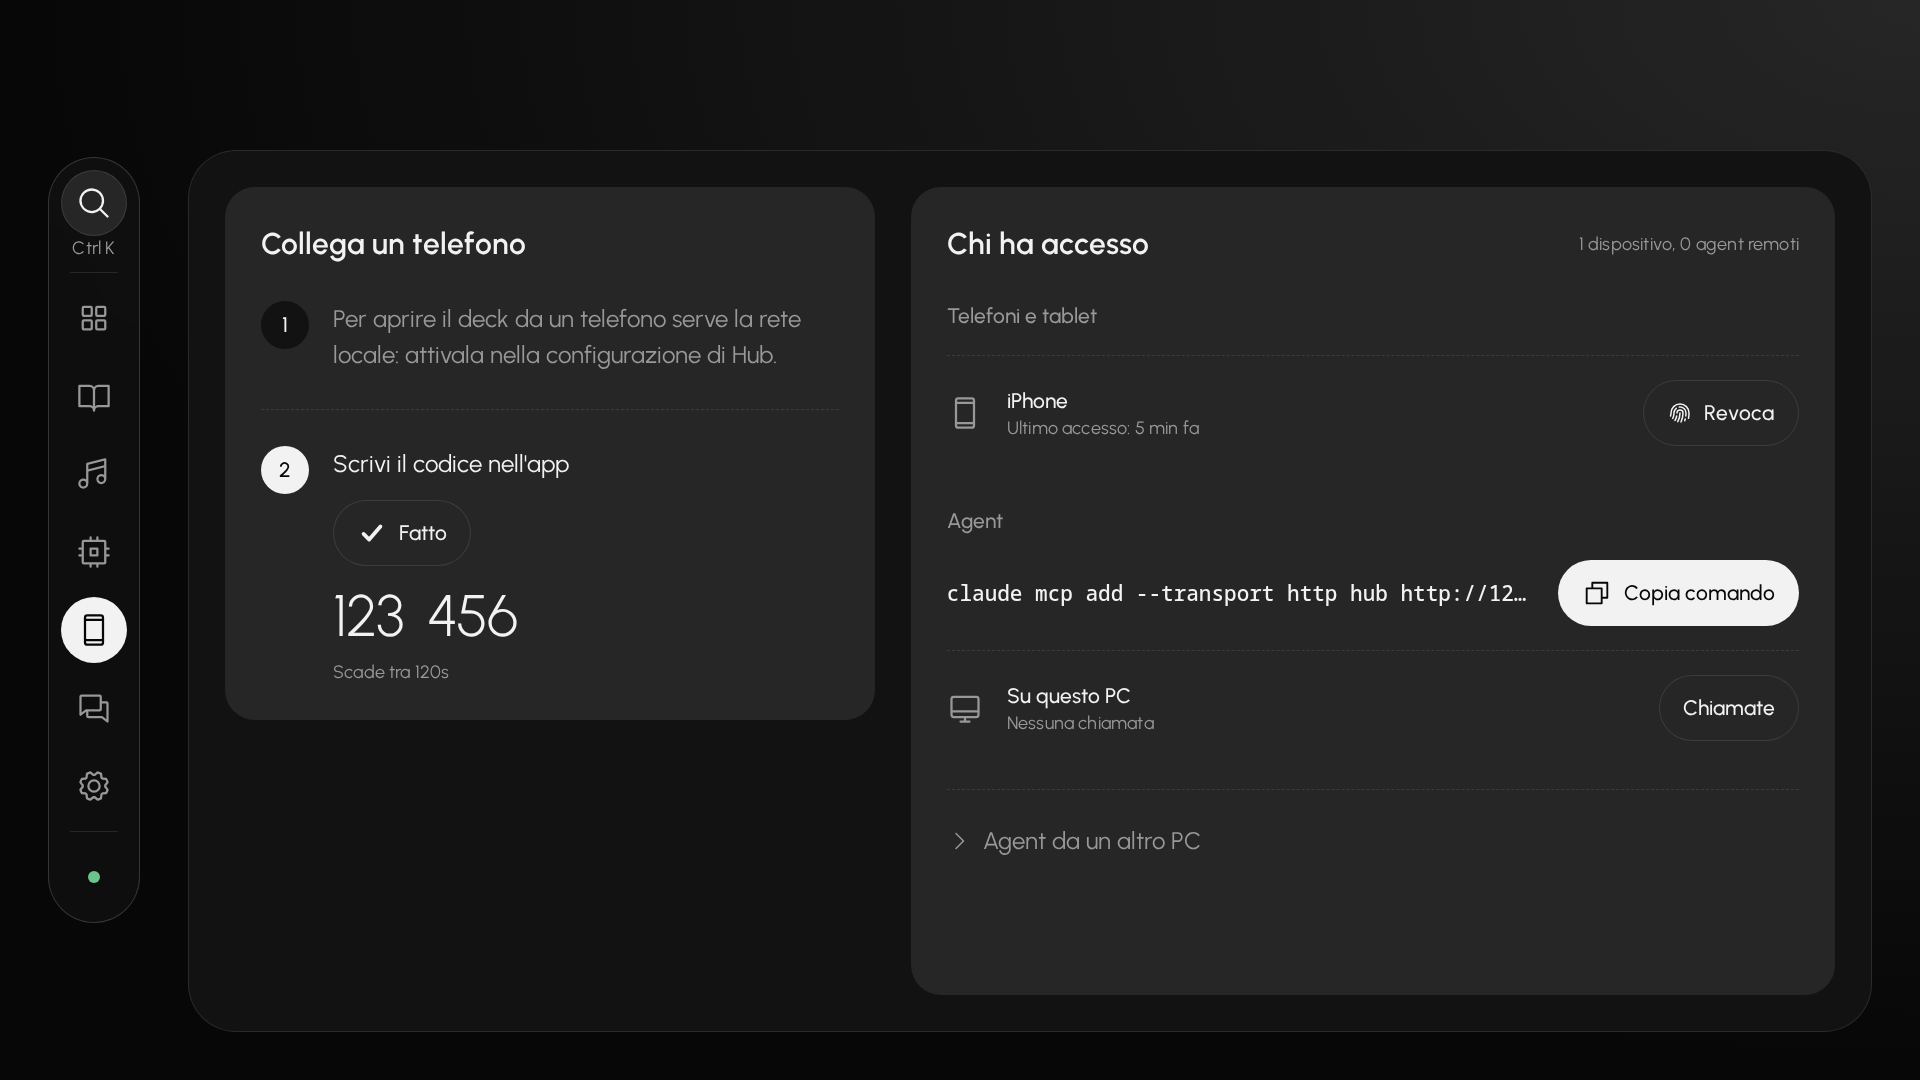 Ctrl K
Collega un telefono
1
Per aprire il deck da un telefono serve la rete
locale: attivala nella configurazione di Hub.
2
Scrivi il codice nell'app
Fatto
123 456
Scade tra 120s
Chi ha accesso
1 dispositivo, 0 agent remoti
Telefoni e tablet
iPhone
Ultimo accesso: 5 min fa
Revoca
Agent
claude mcp add --transport http hub http://12…
Copia comando
Su questo PC
Nessuna chiamata
Chiamate
Agent da un altro PC